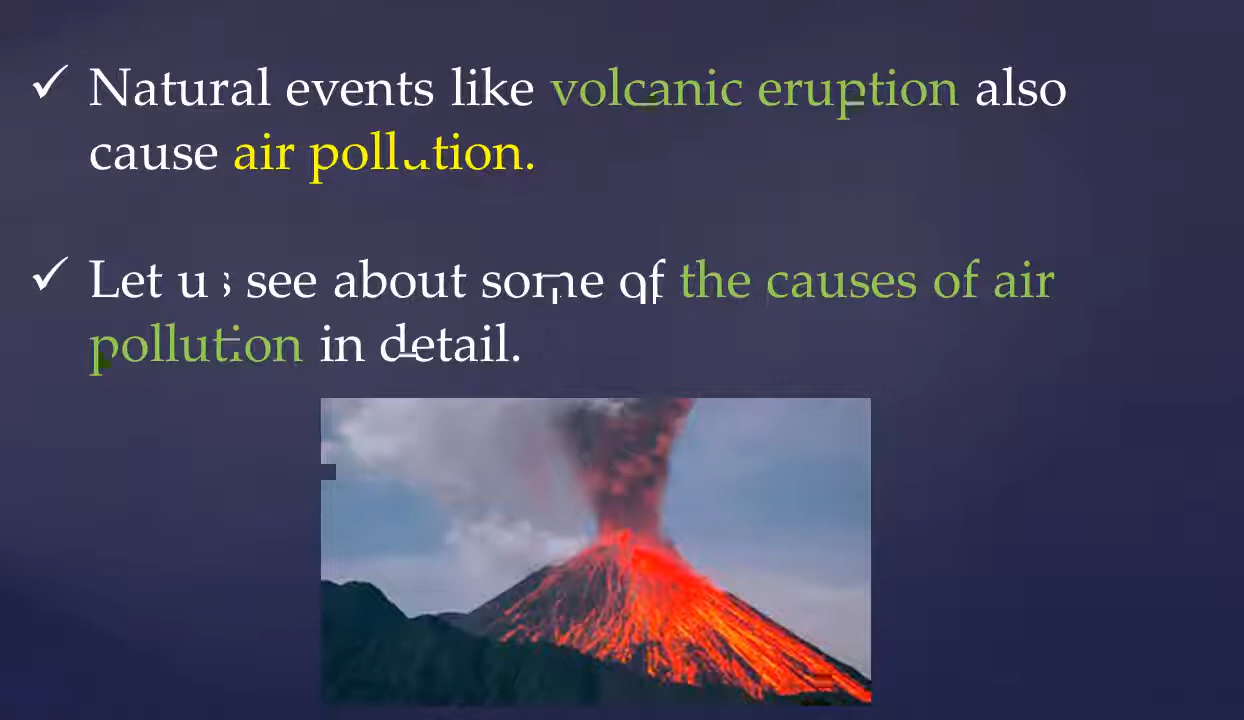 ✓ Natural events like volcanic eruption also
cause air pollution.
✓ Let us see about some of the causes of air
pollution in detail.